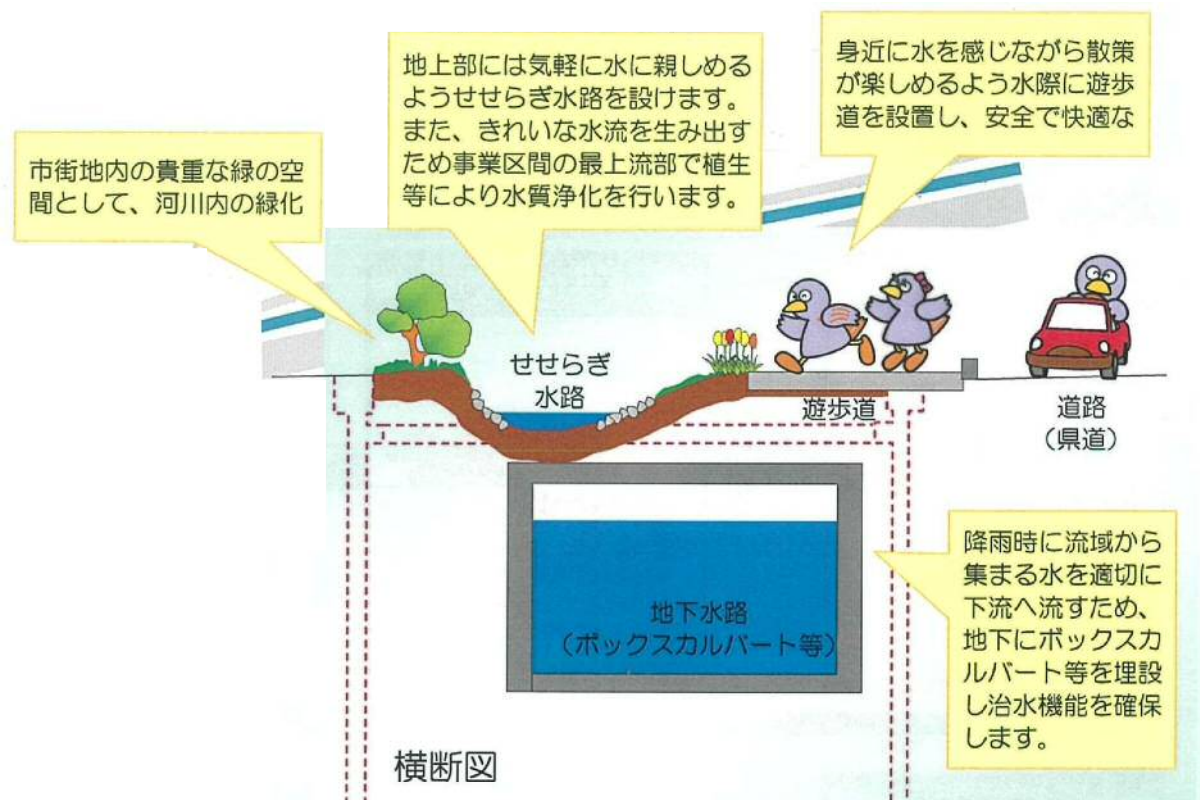 市街地内の貴重な緑の空
間として、河川内の緑化
地上部には気軽に水に親しめる
ようせせらぎ水路を設けます。
また、きれいな水流を生み出す
ため事業区間の最上流部で植生
等により水質浄化を行います。
身近に水を感じながら散策
が楽しめるよう水際に遊歩
道を設置し、安全で快適な
せせらぎ
水路
遊歩道
道路
（県道）
地下水路
（ボックスカルバート等）
降雨時に流域から
集まる水を適切に
下流へ流すため、
地下にボックスカ
ルバート等を埋設
し治水機能を確保
します。
横断図